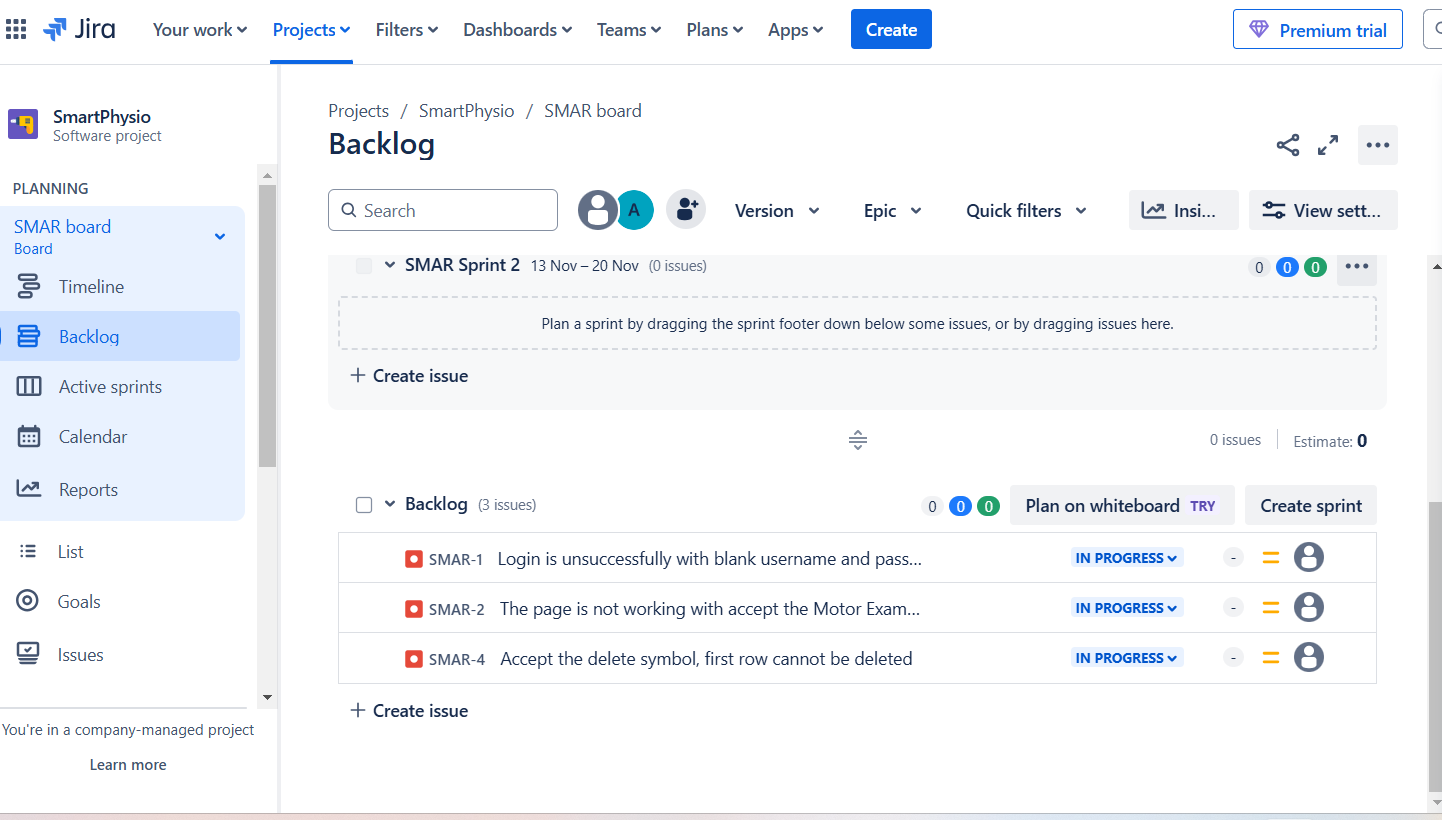 Jira Your work Projects Filters Dashboards Teams Plans Apps Create Premium trial
SmartPhysio
Software project
PLANNING
SMAR board
Board
Timeline
Backlog
Active sprints
Calendar
Reports
List
Goals
Issues
You're in a company-managed project
Learn more
Projects / SmartPhysio / SMAR board
Backlog
Search A Version Epic Quick filters Insi... View sett...
SMAR Sprint 2 13 Nov – 20 Nov (0 issues) 0 0 0
Plan a sprint by dragging the sprint footer down below some issues, or by dragging issues here.
+ Create issue
0 issues Estimate: 0
Backlog (3 issues) 0 0 0 Plan on whiteboard TRY Create sprint
SMAR-1 Login is unsuccessfully with blank username and pass... IN PROGRESS -
SMAR-2 The page is not working with accept the Motor Exam... IN PROGRESS -
SMAR-4 Accept the delete symbol, first row cannot be deleted IN PROGRESS -
+ Create issue